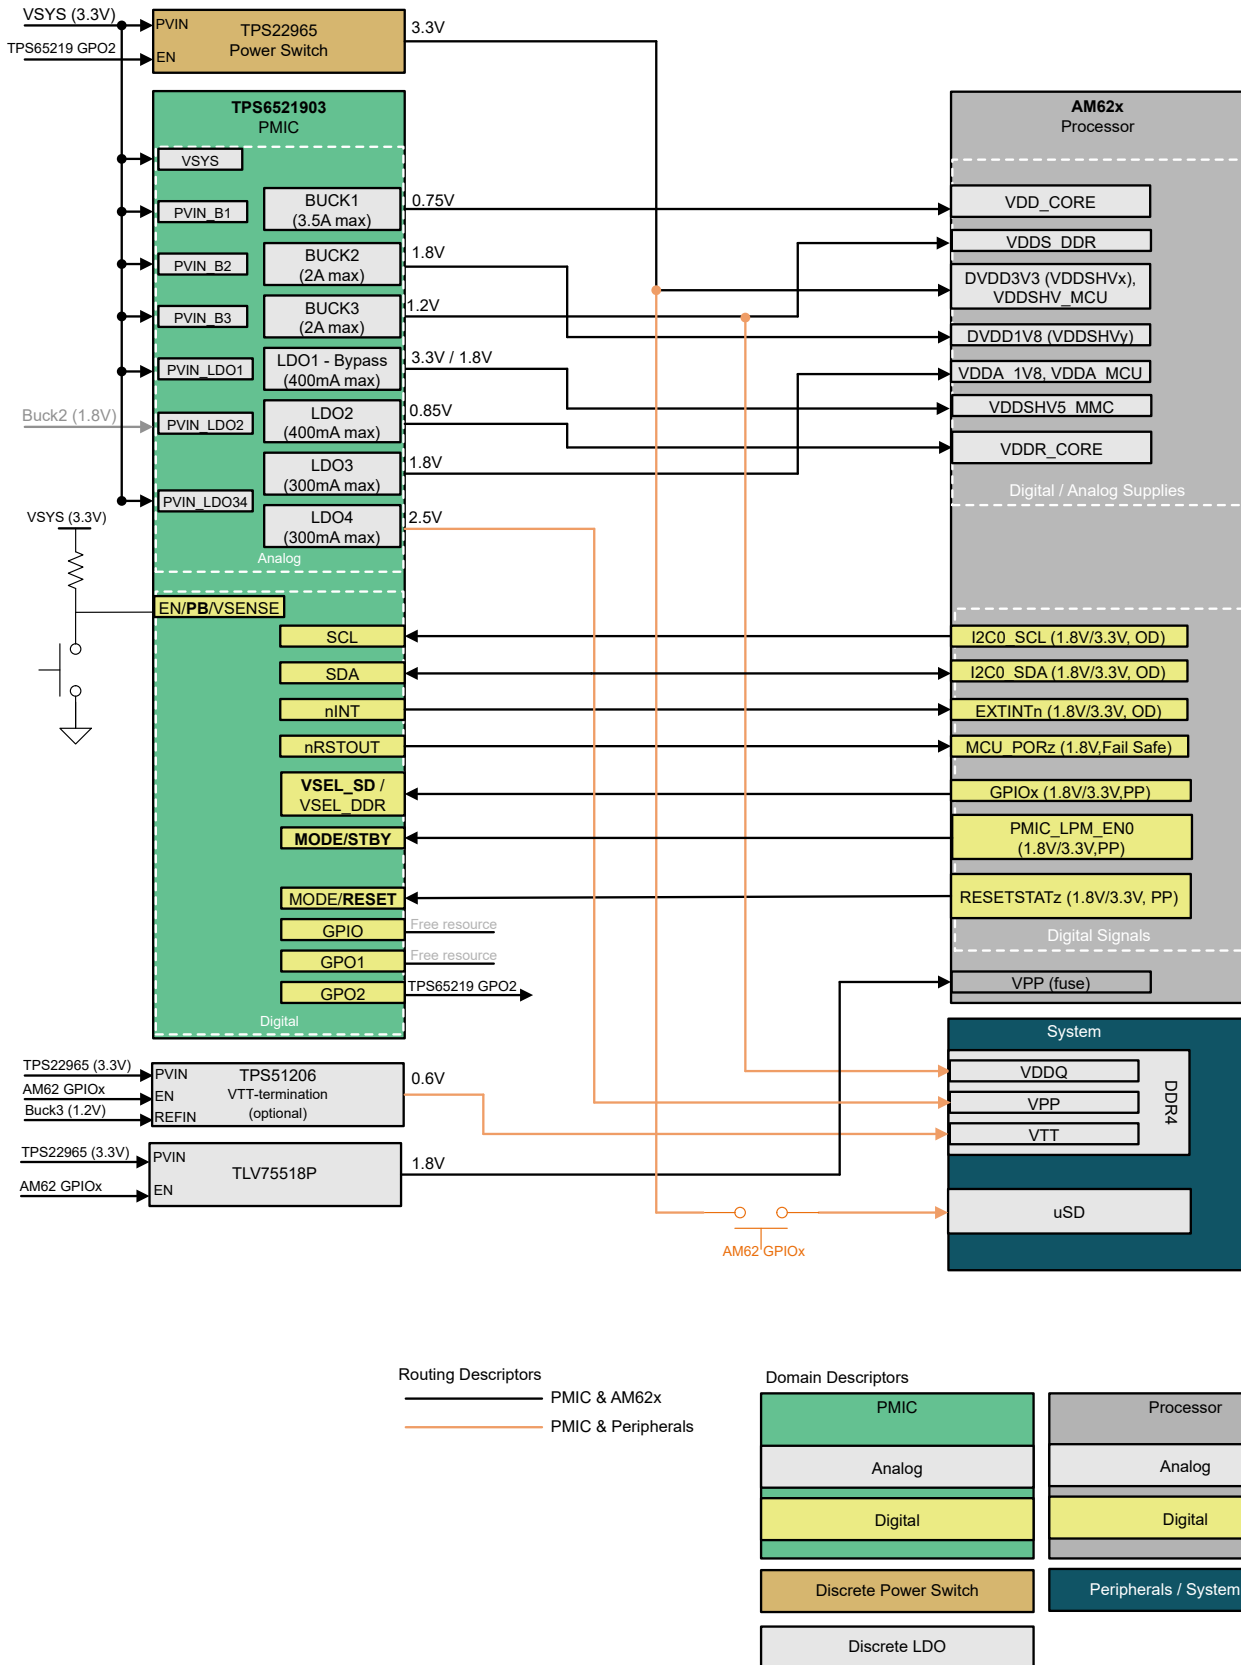 VSYS (3.3V)
PVIN
TPS22965
Power Switch
3.3V
TPS65219 GPO2
EN
TPS6521903
PMIC
VSYS
PVIN_B1
BUCK1
(3.5A max)
0.75V
PVIN_B2
BUCK2
(2A max)
1.8V
PVIN_B3
BUCK3
(2A max)
1.2V
PVIN_LDO1
LDO1 - Bypass
(400mA max)
3.3V / 1.8V
Buck2 (1.8V)
PVIN_LDO2
LDO2
(400mA max)
0.85V
LDO3
(300mA max)
1.8V
PVIN_LDO34
LDO4
(300mA max)
2.5V
Analog
VSYS (3.3V)
EN/PB/VSENSE
SCL
SDA
nINT
nRSTOUT
VSEL_SD /
VSEL_DDR
MODE/STBY
MODE/RESET
GPIO
Free resource
GPO1
Free resource
GPO2
TPS65219 GPO2
Digital
AM62x
Processor
VDD_CORE
VDDS_DDR
DVDD3V3 (VDDSHVx),
VDDSHV_MCU
DVDD1V8 (VDDSHVy)
VDDA_1V8, VDDA_MCU
VDDSHV5_MMC
VDDR_CORE
Digital / Analog Supplies
I2C0_SCL (1.8V/3.3V, OD)
I2C0_SDA (1.8V/3.3V, OD)
EXTINTn (1.8V/3.3V, OD)
MCU_PORz (1.8V,Fail Safe)
GPIOx (1.8V/3.3V,PP)
PMIC_LPM_EN0
(1.8V/3.3V,PP)
RESETSTATz (1.8V/3.3V, PP)
Digital Signals
VPP (fuse)
System
VDDQ
VPP
VTT
DDR4
uSD
TPS22965 (3.3V)
AM62 GPIOx
Buck3 (1.2V)
PVIN
EN
REFIN
TPS51206
VTT-termination
(optional)
0.6V
TPS22965 (3.3V)
AM62 GPIOx
PVIN
EN
TLV75518P
1.8V
AM62 GPIOx
Routing Descriptors
PMIC & AM62x
PMIC & Peripherals
Domain Descriptors
PMIC
Analog
Digital
Processor
Analog
Digital
Discrete Power Switch
Peripherals / System
Discrete LDO